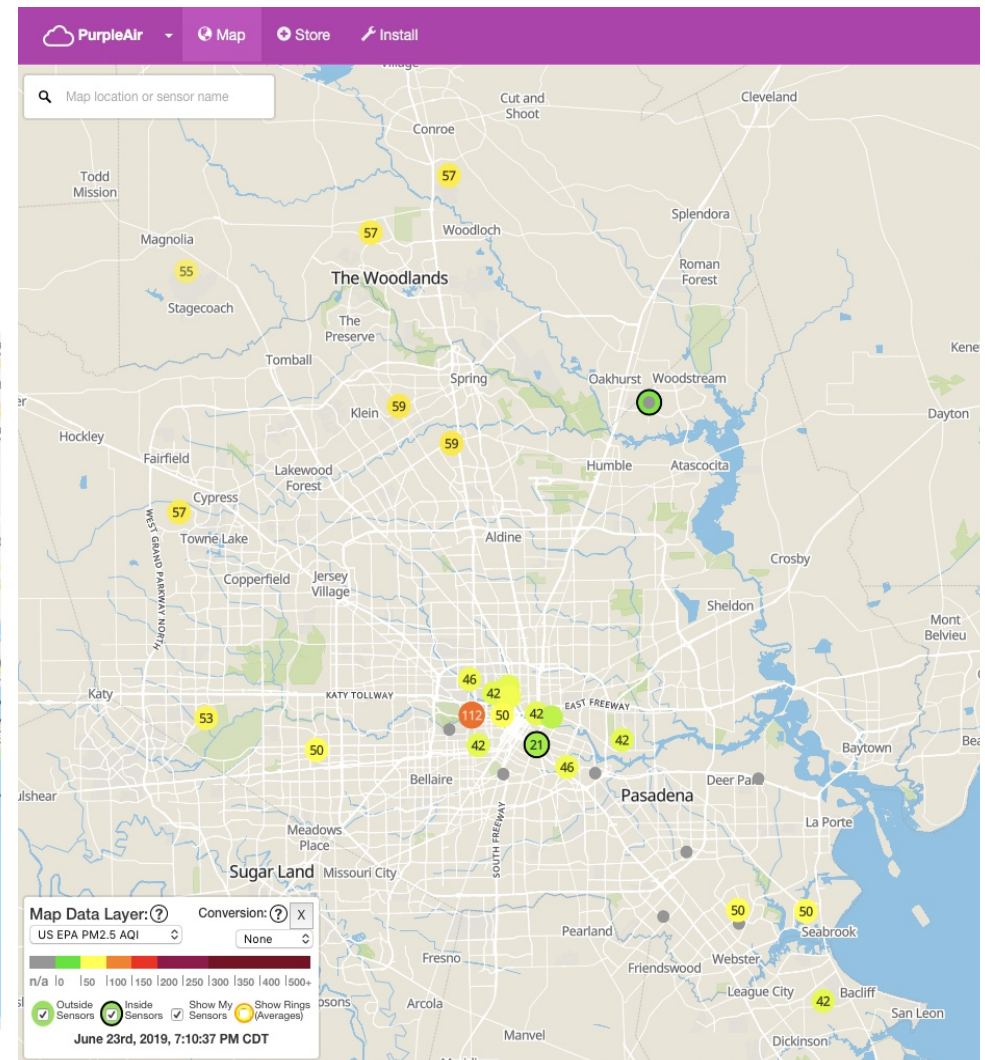 PurpleAir Map Store Install
Map location or sensor name
Village
Cut and
Shoot
Cleveland
Conroe
57
Todd
Mission
Splendora
57
Woodloch
Magnolia
Roman
Forest
55
The Woodlands
Stagecoach
The
Preserve
Tomball
Spring
Oakhurst
Woodstream
Klein
59
Dayton
Hockley
59
Fairfield
Humble
Atascocita
Lakewood
Forest
Cypress
57
WEST GRAND PARKWAY NORTH
Towne Lake
Aldine
Crosby
Copperfield
Jersey
Village
Sheldon
Mont
Belvieu
46
Katy
KATY TOLLWAY
42
EAST FREEWAY
53
112
50
42
50
42
21
42
Baytown
46
Bellaire
Deer Park
Pasadena
SOUTH FREEWAY
La Porte
Meadows
Place
Sugar Land
Missouri City
50
50
Pearland
Seabrook
Webster
Fresno
Friendswood
League City
42
Bacliff
Arcola
San Leon
Manvel
Dickinson
Map Data Layer: ? Conversion: ? X
US EPA PM2.5 AQI None
n/a |0 |50 |100 |150 |200 |250 |300 |350 |400 |500+
Outside
Sensors
Inside
Sensors
Show My
Sensors
Show Rings
(Averages)
June 23rd, 2019, 7:10:37 PM CDT